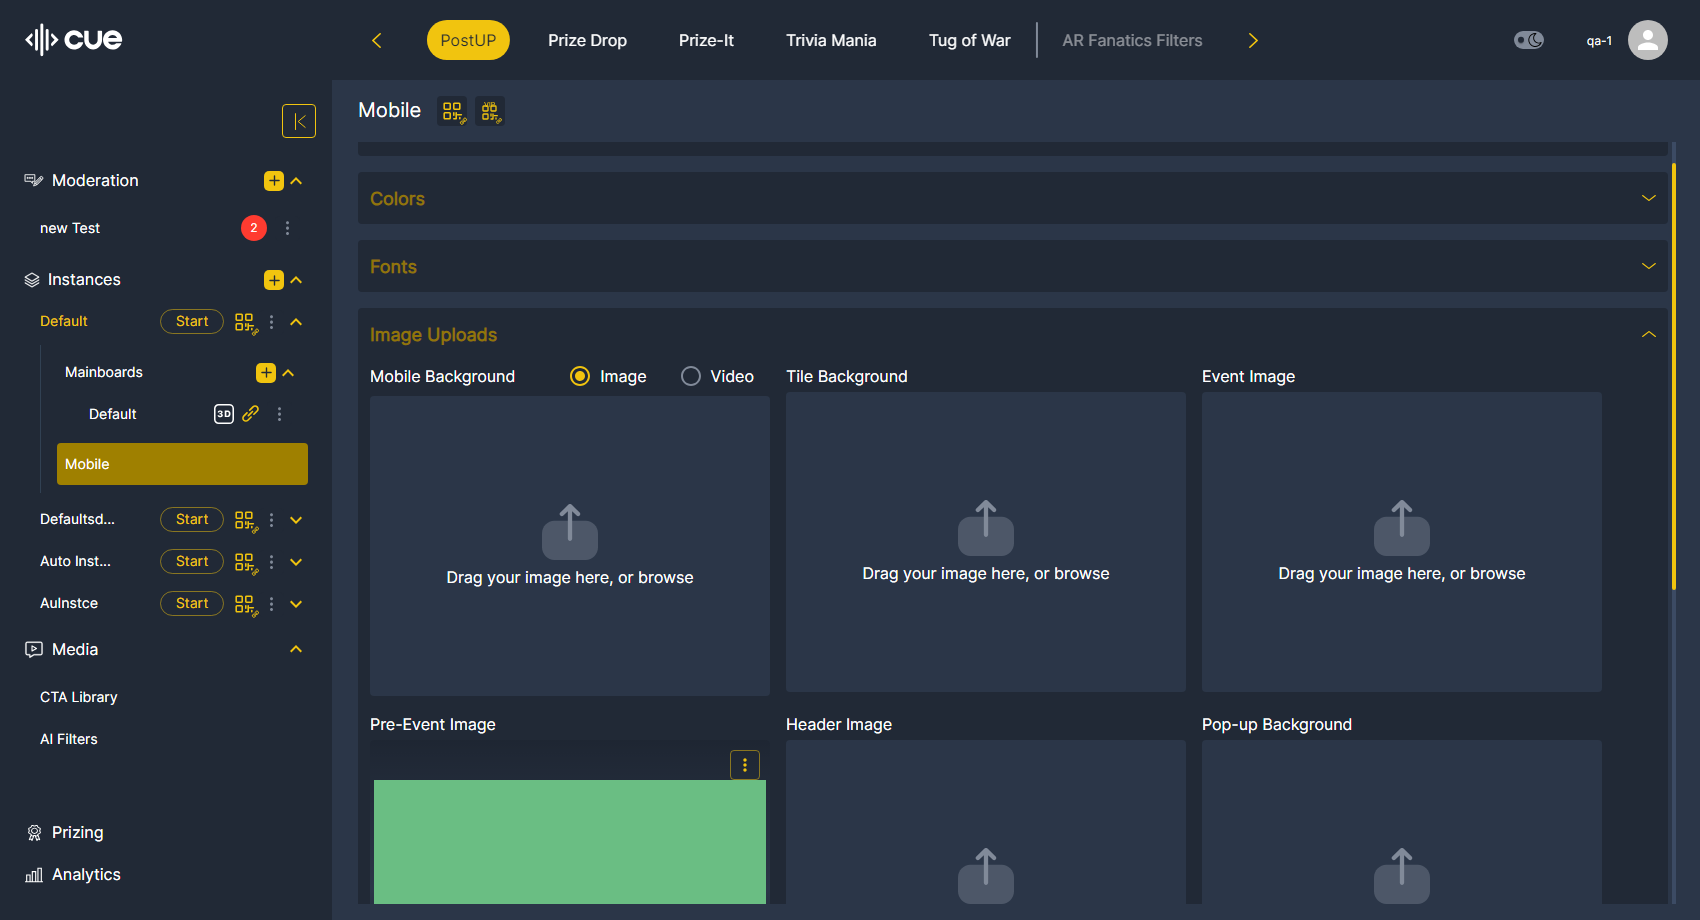 cue
PostUP
Prize Drop
Prize-It
Trivia Mania
Tug of War
AR Fanatics Filters
qa-1
Moderation
new Test
2
Instances
Default
Start
Mainboards
Default
3D
Mobile
Defaultsd...
Start
Auto Inst...
Start
AuInstce
Start
Media
CTA Library
AI Filters
Prizing
Analytics
Mobile
VIP
Colors
Fonts
Image Uploads
Mobile Background
Image
Video
Tile Background
Event Image
Drag your image here, or browse
Drag your image here, or browse
Drag your image here, or browse
Pre-Event Image
Header Image
Pop-up Background